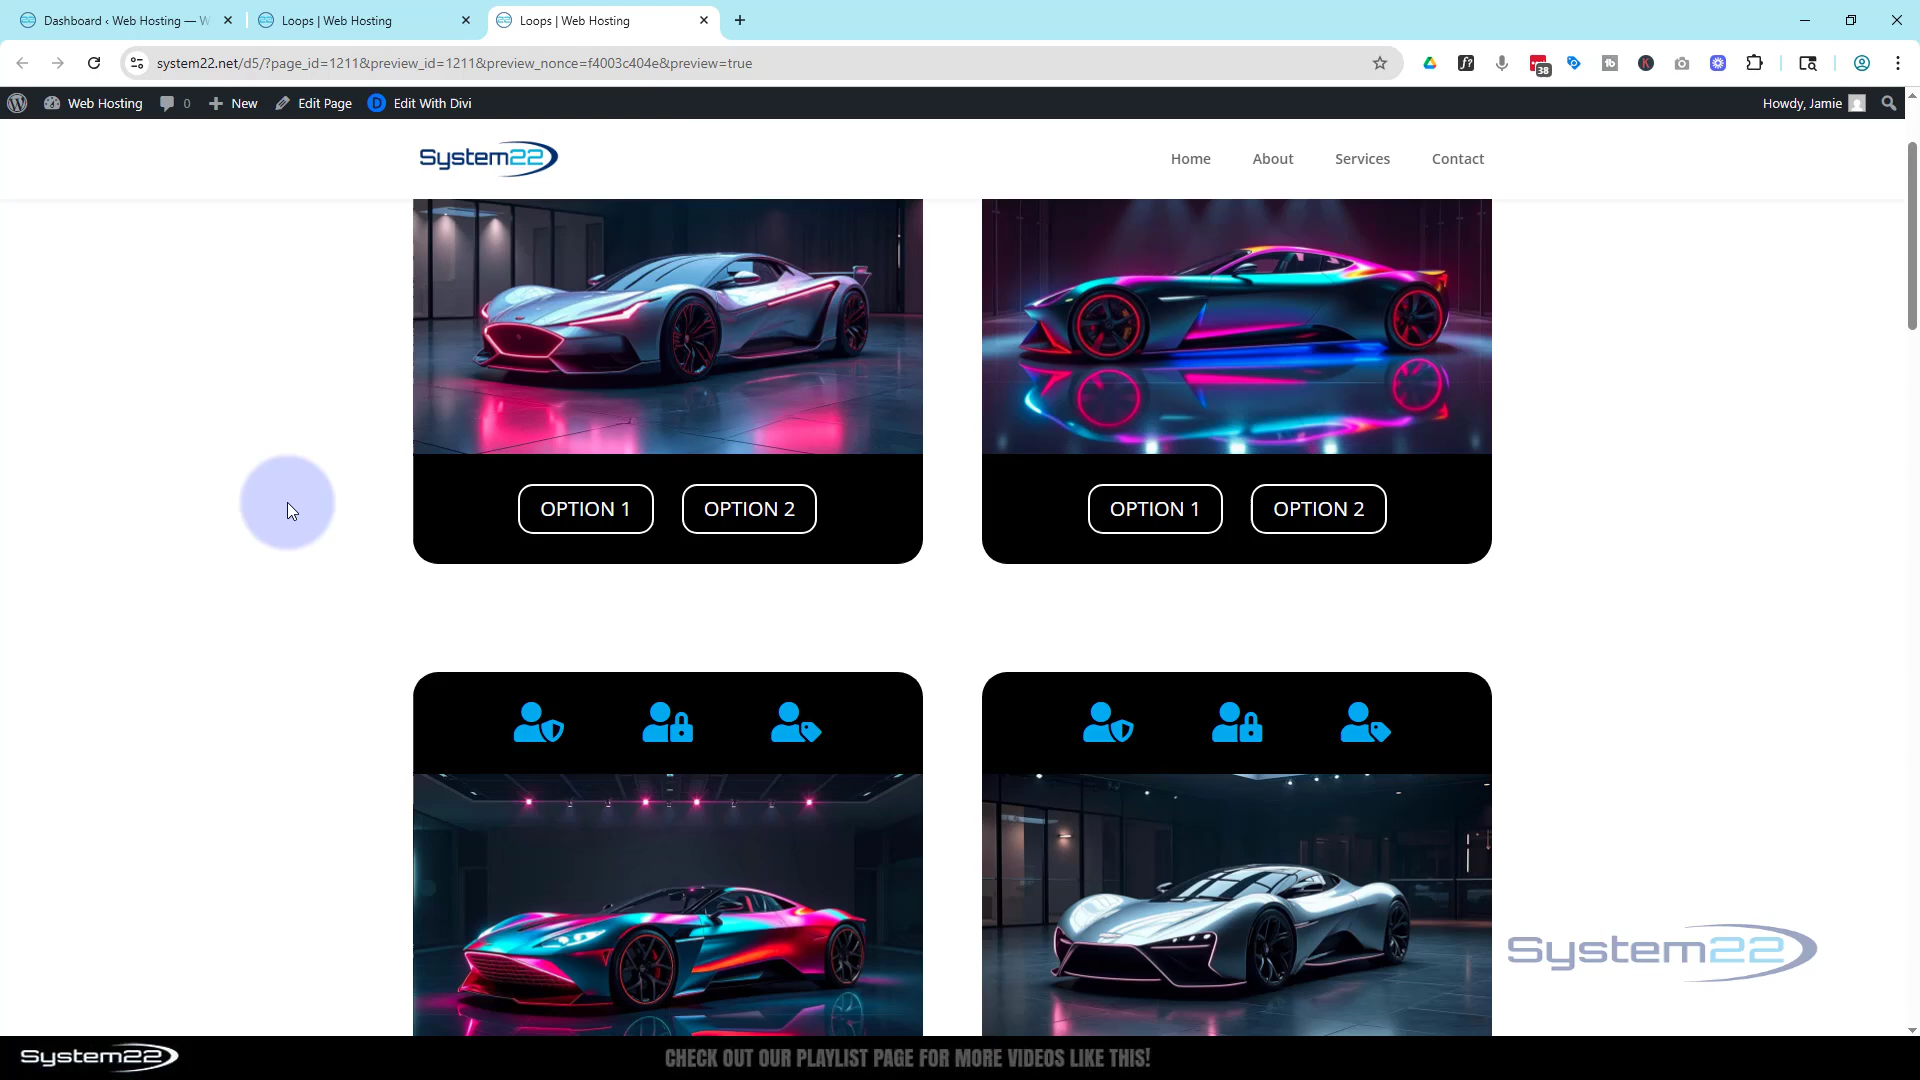 Dashboard ‹ Web Hosting — W
Loops | Web Hosting
Loops | Web Hosting
system22.net/d5/?page_id=1211&preview_id=1211&preview_nonce=f4003c404e&preview=true
38
Web Hosting
0
New
Edit Page
D
Edit With Divi
Howdy, Jamie
System22
Home
About
Services
Contact
OPTION 1
OPTION 2
OPTION 1
OPTION 2
System22
System22
CHECK OUT OUR PLAYLIST PAGE FOR MORE VIDEOS LIKE THIS!